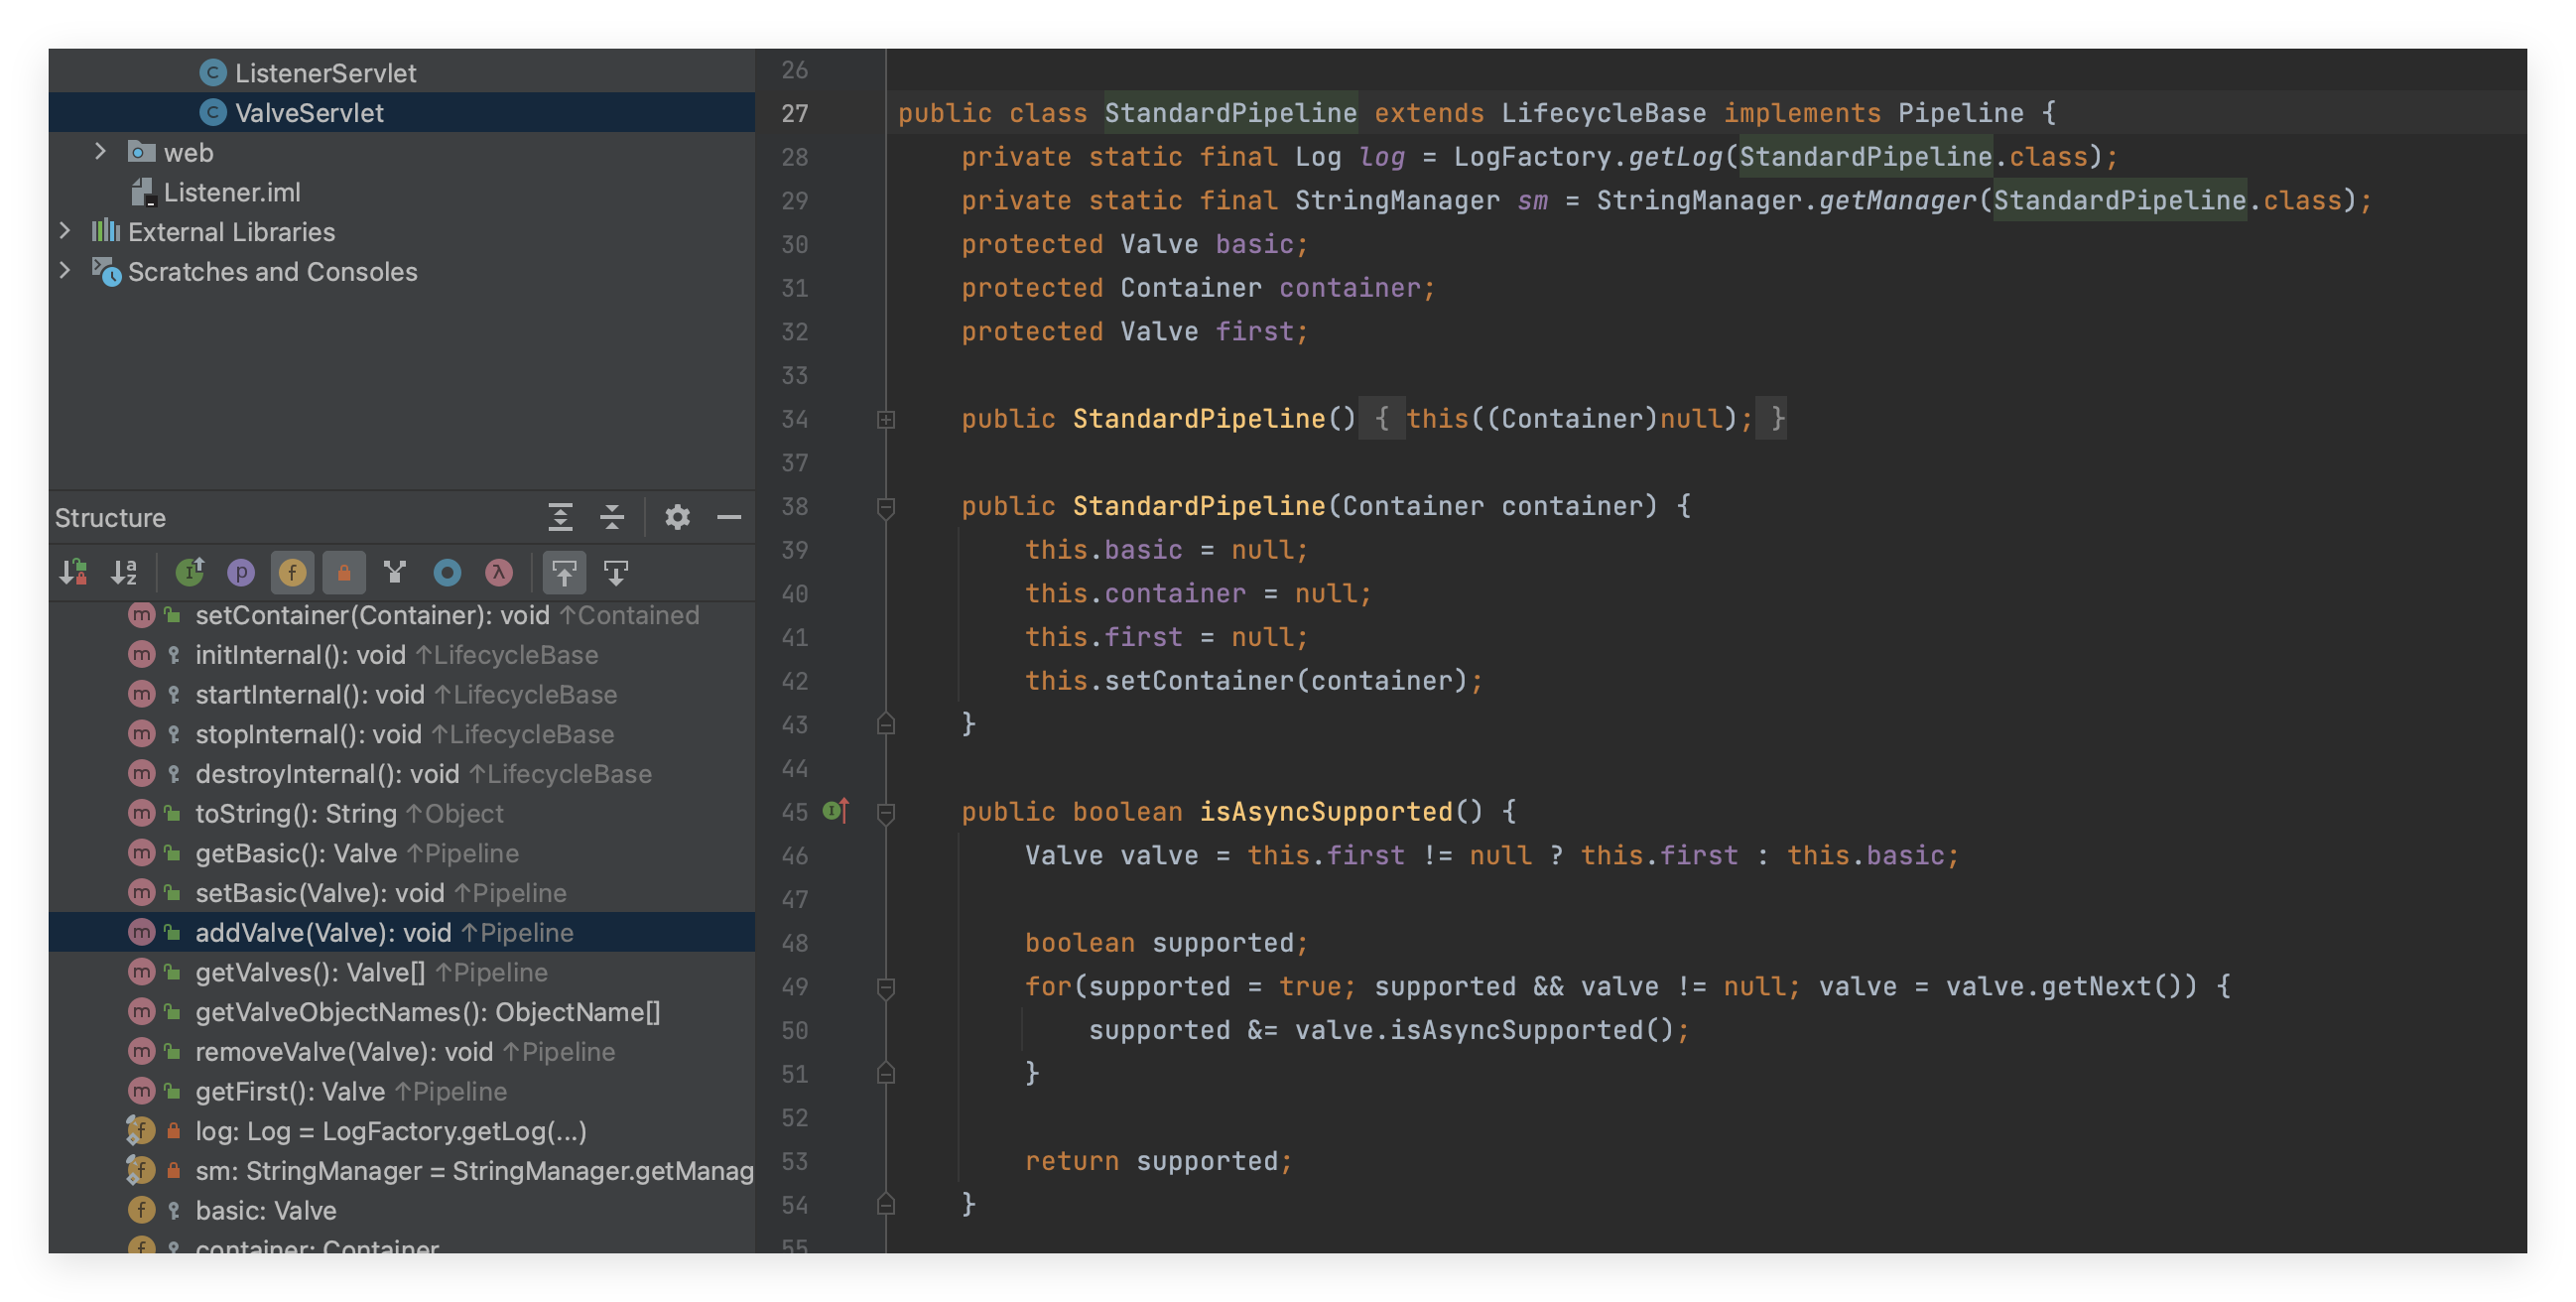 ListenerServlet
ValveServlet
web
Listener.iml
External Libraries
Scratches and Consoles
Structure
setContainer(Container): void ↑Contained
initInternal(): void ↑LifecycleBase
startInternal(): void ↑LifecycleBase
stopInternal(): void ↑LifecycleBase
destroyInternal(): void ↑LifecycleBase
toString(): String ↑Object
getBasic(): Valve ↑Pipeline
setBasic(Valve): void ↑Pipeline
addValve(Valve): void ↑Pipeline
getValves(): Valve[] ↑Pipeline
getValveObjectNames(): ObjectName[]
removeValve(Valve): void ↑Pipeline
getFirst(): Valve ↑Pipeline
log: Log = LogFactory.getLog(...)
sm: StringManager = StringManager.getManag
basic: Valve
container: Container
26
27 public class StandardPipeline extends LifecycleBase implements Pipeline {
28 private static final Log log = LogFactory.getLog(StandardPipeline.class);
29 private static final StringManager sm = StringManager.getManager(StandardPipeline.class);
30 protected Valve basic;
31 protected Container container;
32 protected Valve first;
33
34 public StandardPipeline() { this((Container)null); }
37
38 public StandardPipeline(Container container) {
39 this.basic = null;
40 this.container = null;
41 this.first = null;
42 this.setContainer(container);
43 }
44
45 public boolean isAsyncSupported() {
46 Valve valve = this.first != null ? this.first : this.basic;
47
48 boolean supported;
49 for(supported = true; supported && valve != null; valve = valve.getNext()) {
50 supported &= valve.isAsyncSupported();
51 }
52
53 return supported;
54 }
55